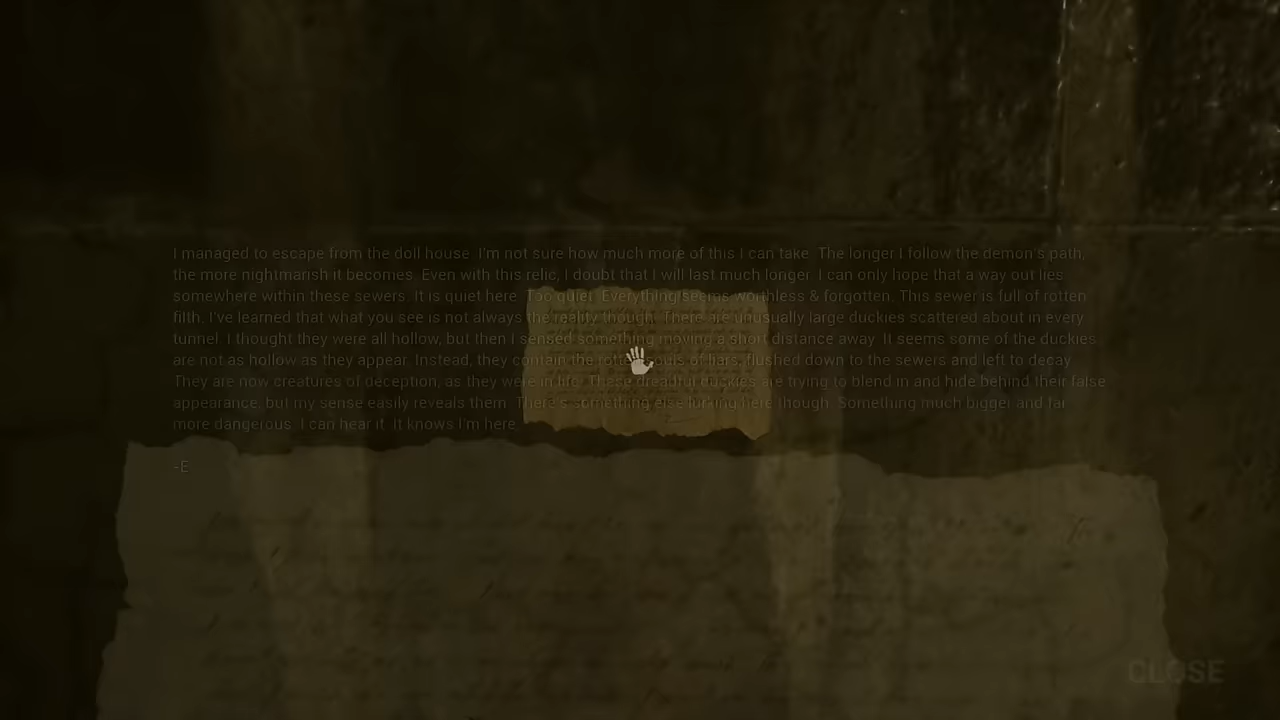 I managed to escape from the doll house. I'm not sure how much more of this I can take. The longer I follow the demon's path,
the more nightmarish it becomes. Even with this relic, I doubt that I will last much longer. I can only hope that a way out lies
somewhere within these sewers. It is quiet here. Too quiet. Everything seems worthless & forgotten. This sewer is full of rotten
filth. I've learned that what you see is not always the reality though. There are unusually large duckies scattered about in every
tunnel. I thought they were all hollow, but then I sensed something moving a short distance away. It seems some of the duckies
are not as hollow as they appear. Instead, they contain the rotten souls of liars, flushed down to the sewers and left to decay.
They are now creatures of deception, as they were in life. These dreadful Duckies are trying to blend in and hide behind their false
appearance, but my sense easily reveals them. There's something else lurking here though. Something much bigger and far
more dangerous. I can hear it. It knows I'm here.
-E
CLOSE